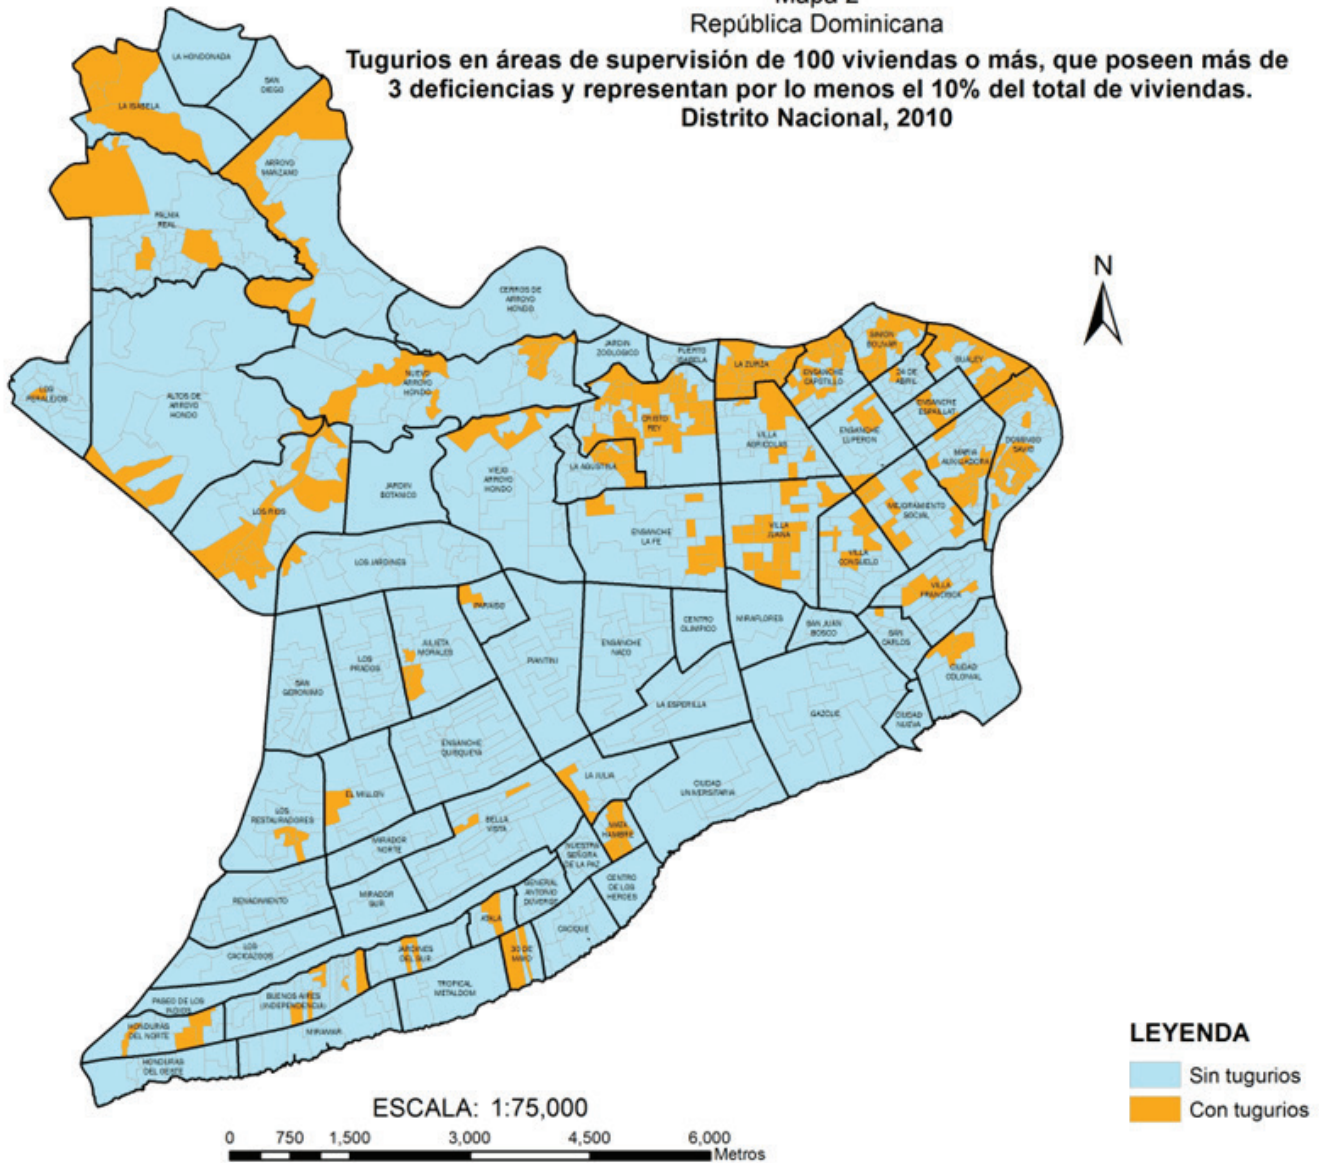 Mapa 2
República Dominicana
Tugurios en áreas de supervisión de 100 viviendas o más, que poseen más de
3 deficiencias y representan por lo menos el 10% del total de viviendas.
Distrito Nacional, 2010
LA HONDONADA
SAN
DIEGO
LA ISABELA
ARROYO
MANZANO
PALMA
REAL
CERROS DE
ARROYO
HONDO
N
LOS
PERALEJOS
ALTOS DE
ARROYO
HONDO
NUEVO
ARROYO
HONDO
JARDIN
ZOOLOGICO
PUERTO
ISABELA
LA ZURZA
ENSANCHE
CAPOTILLO
SIMON
BOLIVAR
24 DE
ABRIL
GUALEY
ENSANCHE
ESPAILLAT
CRISTO
REY
VILLA
AGRICOLAS
ENSANCHE
LUPERON
MARIA
AUXILIADORA
DOMINGO
SAVIO
LA AGUSTINA
VIEJO
ARROYO
HONDO
JARDIN
BOTANICO
LOS RIOS
ENSANCHE
LA FE
VILLA
JUANA
VILLA
CONSUELO
MEJORAMIENTO
SOCIAL
LOS JARDINES
VILLA
FRANCISCA
PARAISO
ENSANCHE
NACO
CENTRO
OLIMPICO
MIRAFLORES
SAN JUAN
BOSCO
SAN
CARLOS
CIUDAD
COLONIAL
SAN
GERONIMO
LOS
PRADOS
JULIETA
MORALES
PIANTINI
LA ESPERILLA
GAZCUE
CIUDAD
NUEVA
ENSANCHE
QUISQUEYA
LA JULIA
CIUDAD
UNIVERSITARIA
LOS
RESTAURADORES
EL MILLON
MIRADOR
NORTE
BELLA
VISTA
MATA
HAMBRE
NUESTRA
SEÑORA
DE LA PAZ
RENACIMIENTO
MIRADOR
SUR
GENERAL
ANTONIO
DUVERGE
CENTRO
DE LOS
HEROES
LOS
CACICAZGOS
ATALA
CACIQUE
JARDINES
DEL SUR
30 DE
MAYO
PASEO DE LOS
INDIOS
BUENOS AIRES
(INDEPENDENCIA)
TROPICAL
METALDOM
HONDURAS
DEL NORTE
MIRAMAR
HONDURAS
DEL OESTE
LEYENDA
Sin tugurios
Con tugurios
ESCALA: 1:75,000
0 750 1,500 3,000 4,500 6,000
Metros